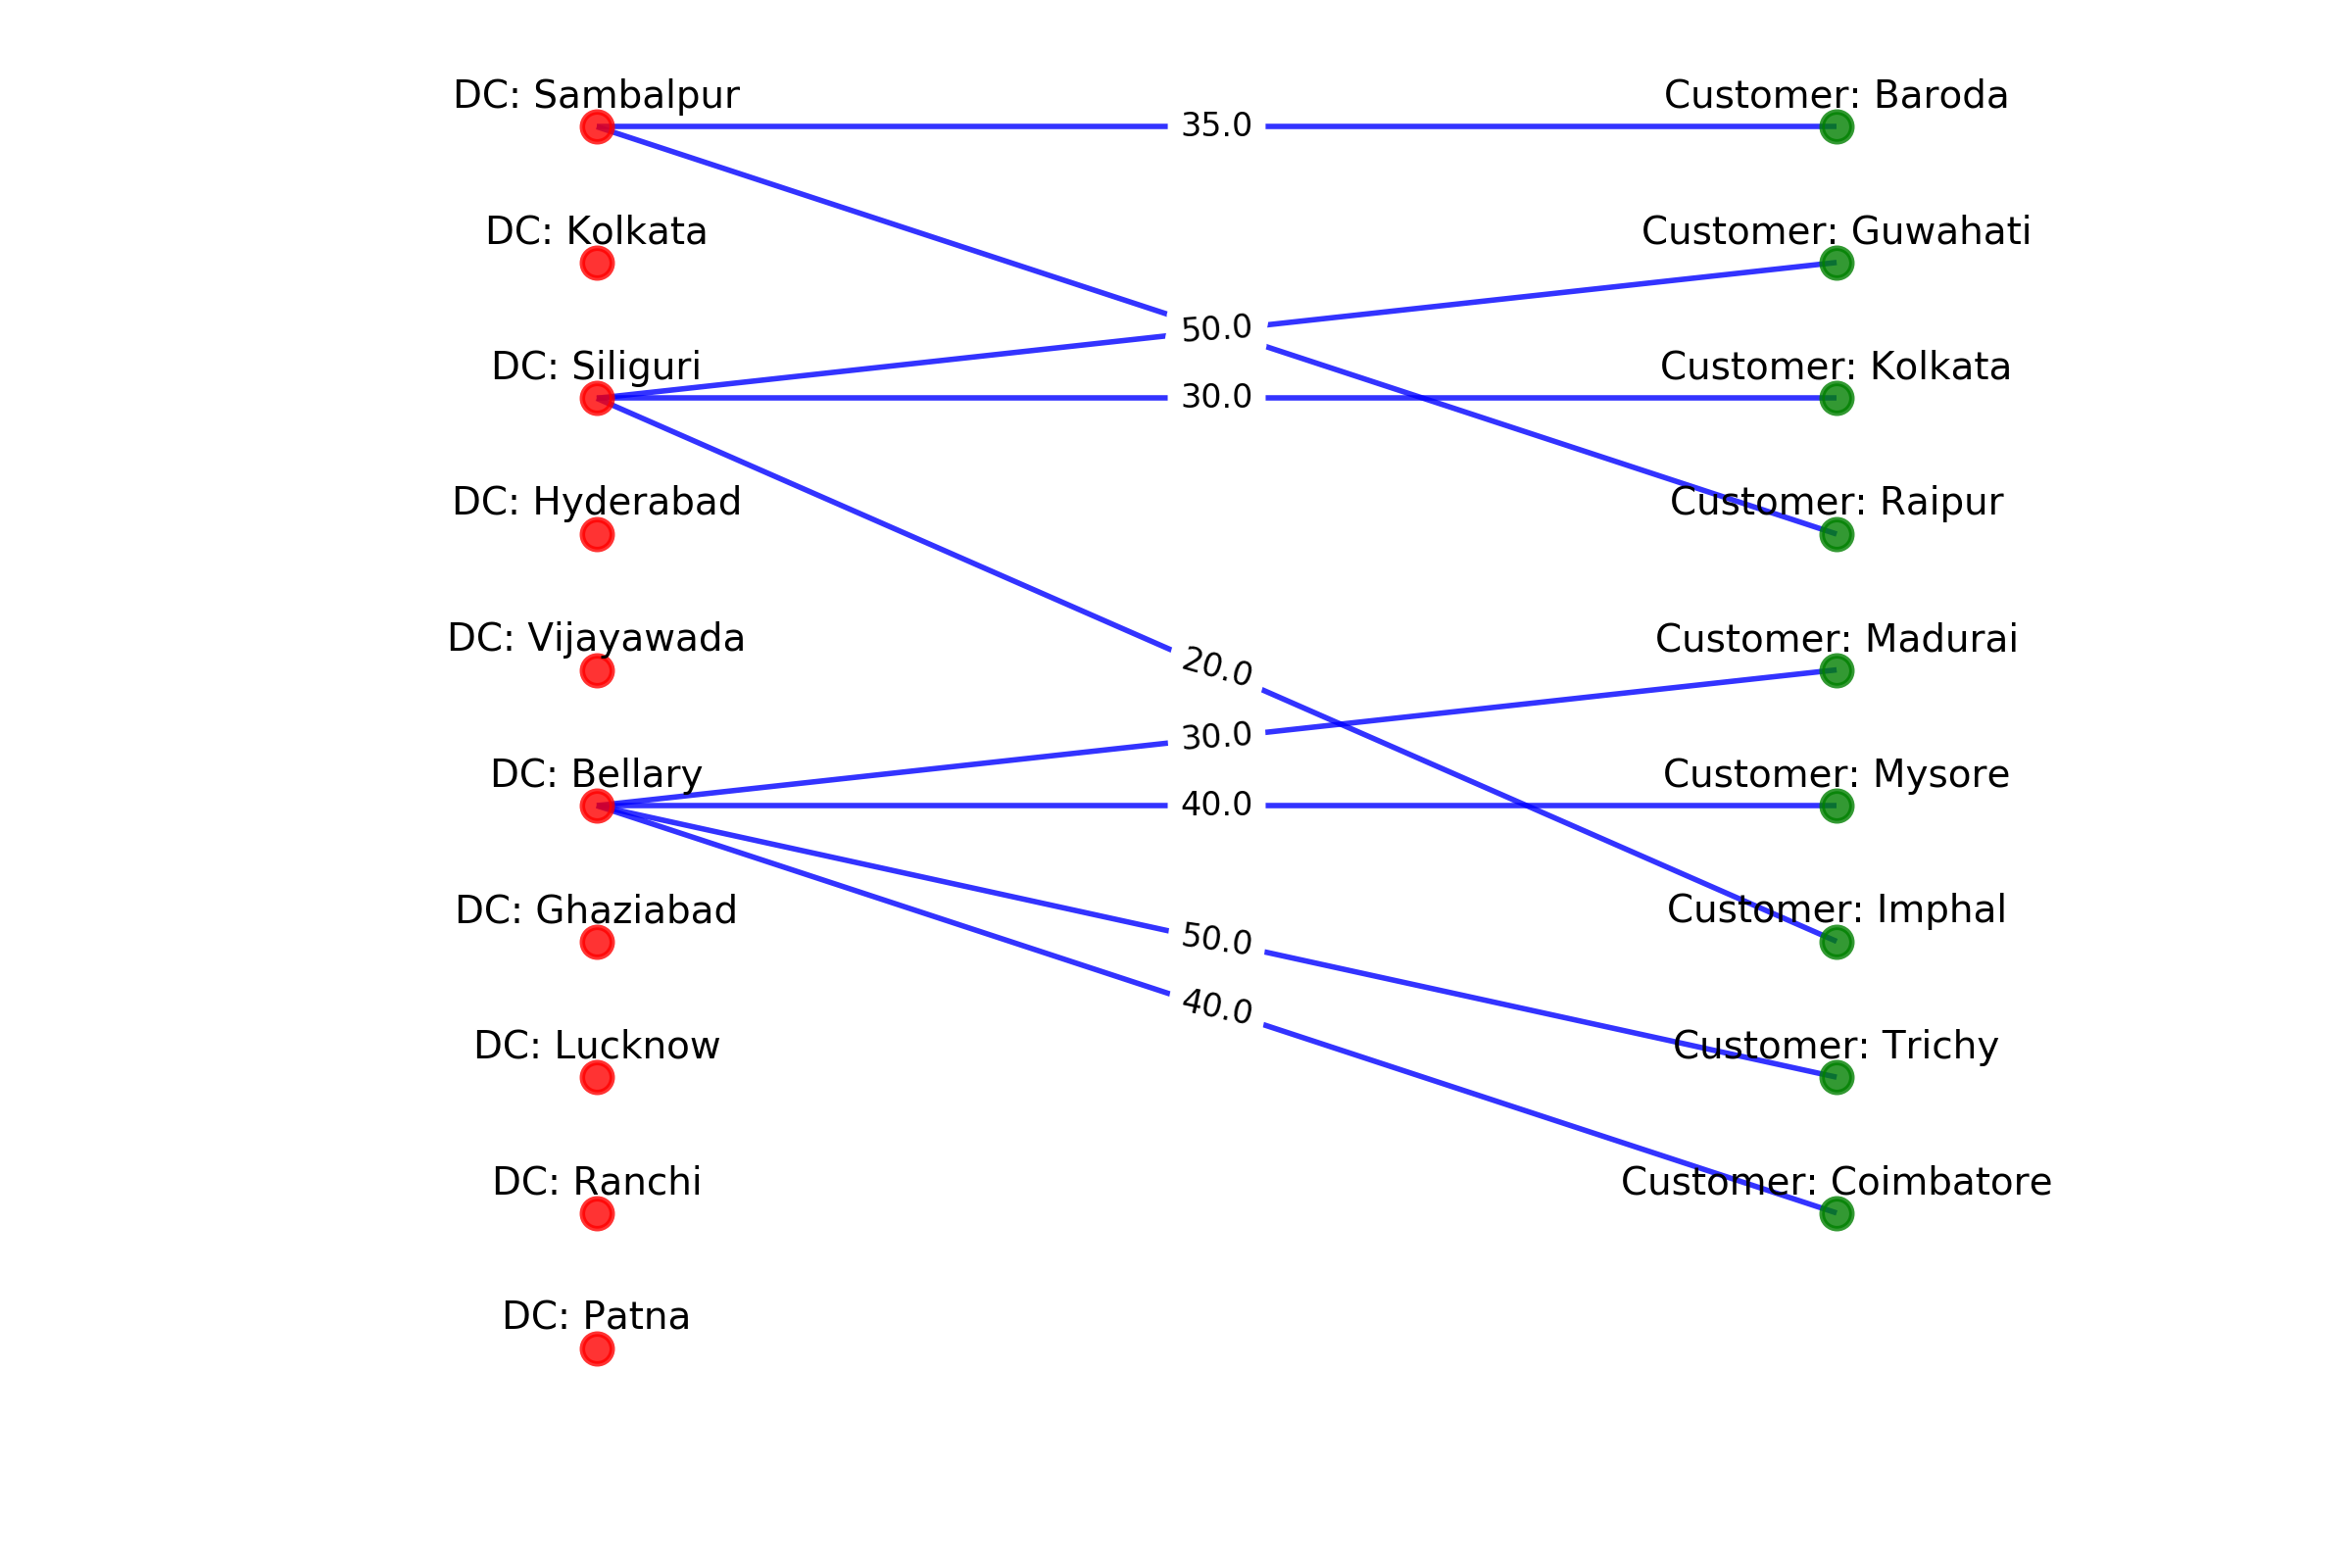 DC: Sambalpur
35.0
Customer: Baroda
DC: Kolkata
Customer: Guwahati
50.0
DC: Siliguri
30.0
Customer: Kolkata
DC: Hyderabad
Customer: Raipur
DC: Vijayawada
20.0
Customer: Madurai
30.0
DC: Bellary
40.0
Customer: Mysore
DC: Ghaziabad
50.0
Customer: Imphal
40.0
DC: Lucknow
Customer: Trichy
DC: Ranchi
Customer: Coimbatore
DC: Patna